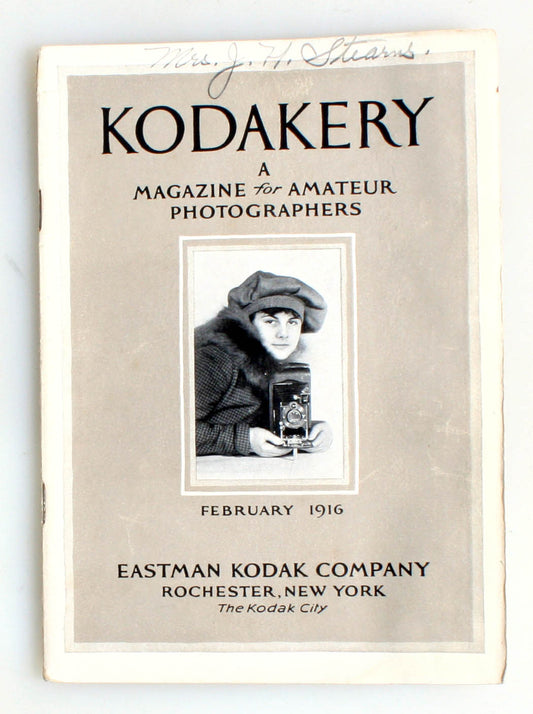 Mrs. J. H. Stearns.
KODAKERY
A
MAGAZINE for AMATEUR
PHOTOGRAPHERS
FEBRUARY 1916
EASTMAN KODAK COMPANY
ROCHESTER, NEW YORK
The Kodak City